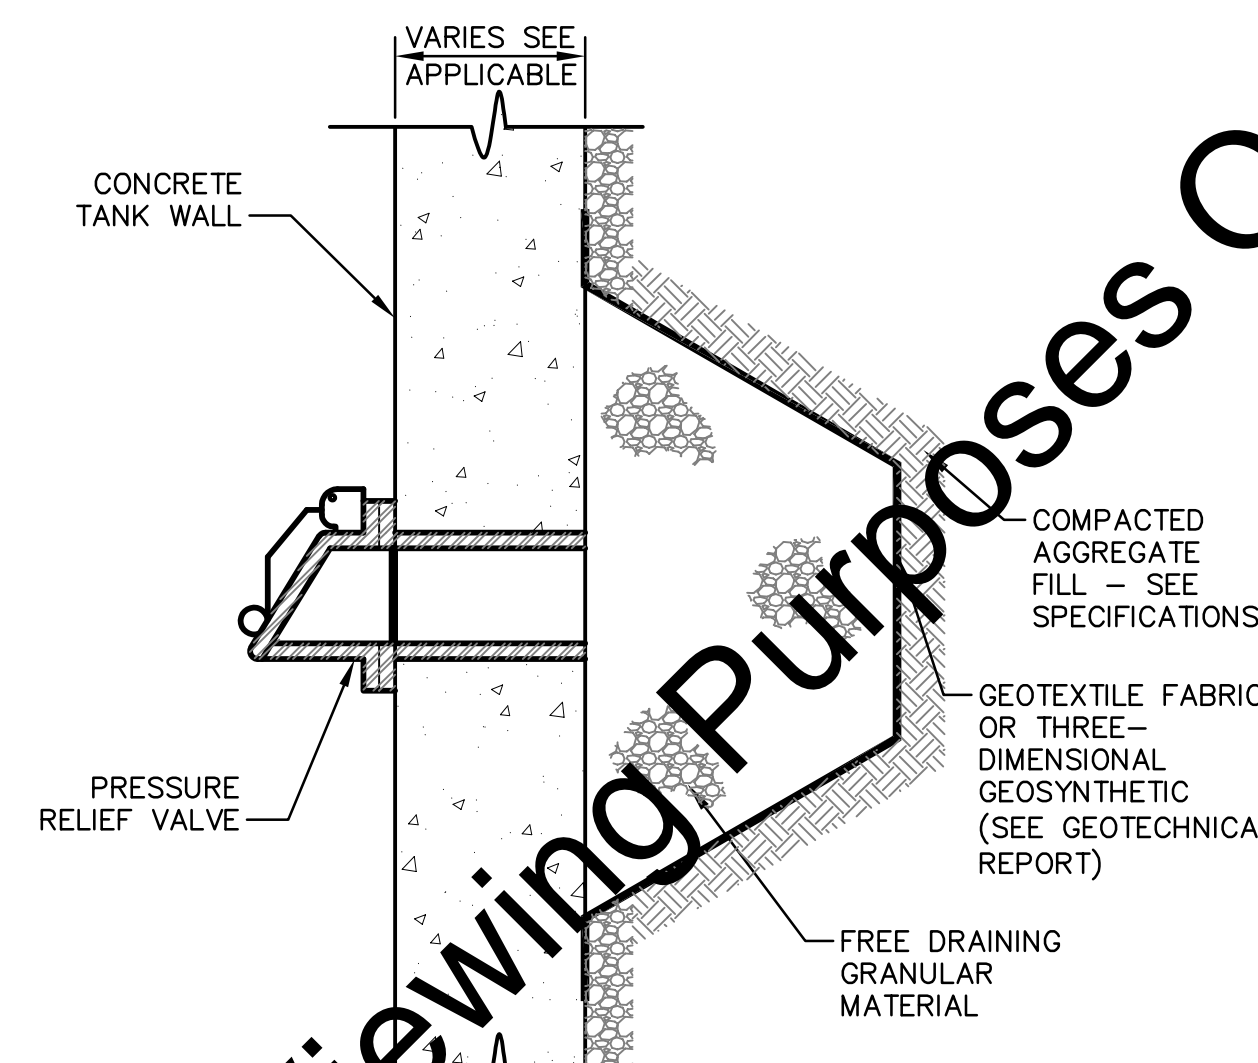 VARIES SEE
APPLICABLE
CONCRETE
TANK WALL
COMPACTED
AGGREGATE
FILL – SEE
SPECIFICATIONS
GEOTEXTILE FABRIC
OR THREE–
DIMENSIONAL
GEOSYNTHETIC
(SEE GEOTECHNICA
REPORT)
PRESSURE
RELIEF VALVE
FREE DRAINING
GRANULAR
MATERIAL
iewing Purposes O